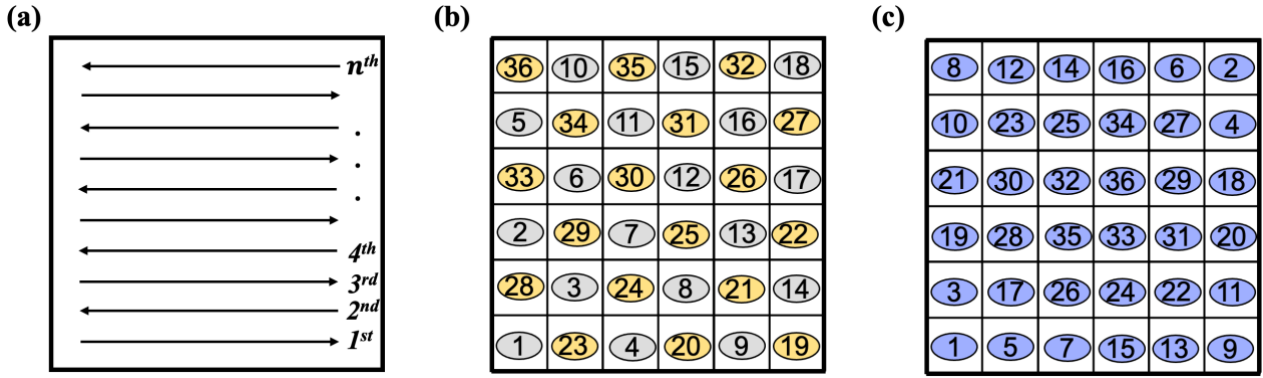 (a)
nth
.
.
.
4th
3rd
2nd
1st
(b)
36 10 35 15 32 18
5 34 11 31 16 27
33 6 30 12 26 17
2 29 7 25 13 22
28 3 24 8 21 14
1 23 4 20 9 19
(c)
8 12 14 16 6 2
10 23 25 34 27 4
21 30 32 36 29 18
19 28 35 33 31 20
3 17 26 24 22 11
1 5 7 15 13 9